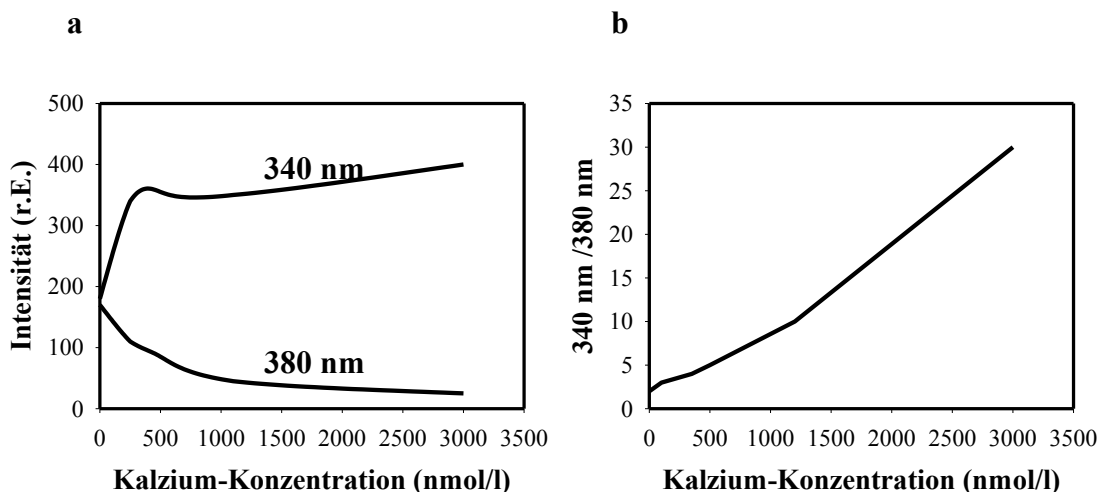 a
500
400
300
200
100
0
Intensität (r.E.)
340 nm
380 nm
0 500 1000 1500 2000 2500 3000 3500
Kalzium-Konzentration (nmol/l)
b
35
30
25
20
15
10
5
0
340 nm /380 nm
0 500 1000 1500 2000 2500 3000 3500
Kalzium-Konzentration (nmol/l)